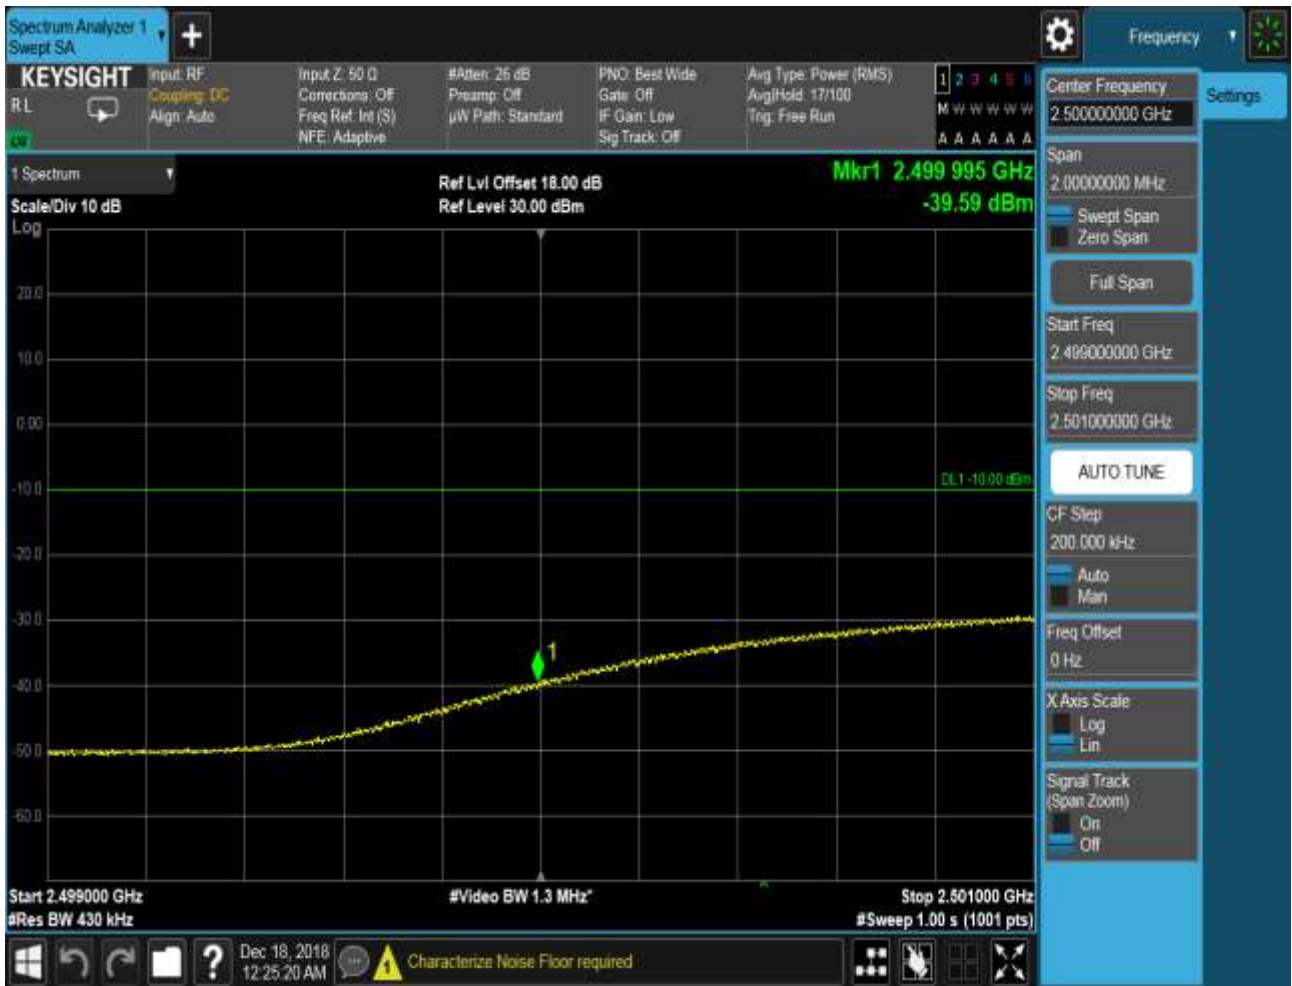 Spectrum Analyzer 1
Swept SA
+
Frequency
KEYSIGHT
R L
Input: RF
Coupling: DC
Align: Auto
Input Z: 50 Ω
Corrections: Off
Freq Ref: Int (S)
NFE: Adaptive
#Atten: 26 dB
Preamp: Off
µW Path: Standard
PNO: Best Wide
Gate: Off
IF Gain: Low
Sig Track: Off
Avg Type: Power (RMS)
Avg|Hold: 17/100
Trig: Free Run
1 2 3 4 5 6
M W W W W W
A A A A A A
Center Frequency
2.500000000 GHz
Settings
Span
2.00000000 MHz
Swept Span
Zero Span
Full Span
Start Freq
2.499000000 GHz
Stop Freq
2.501000000 GHz
AUTO TUNE
CF Step
200.000 kHz
Auto
Man
Freq Offset
0 Hz
X Axis Scale
Log
Lin
Signal Track
(Span Zoom)
On
Off
1 Spectrum
Scale/Div 10 dB
Log
Ref Lvl Offset 18.00 dB
Ref Level 30.00 dBm
Mkr1 2.499 995 GHz
-39.59 dBm
20.0
10.0
0.00
-10.0
DL1 -10.00 dBm
-20.0
-30.0
1
-40.0
-50.0
-60.0
Start 2.499000 GHz
#Res BW 430 kHz
#Video BW 1.3 MHz*
Stop 2.501000 GHz
#Sweep 1.00 s (1001 pts)
?
Dec 18, 2018
12:25:20 AM
1
Characterize Noise Floor required